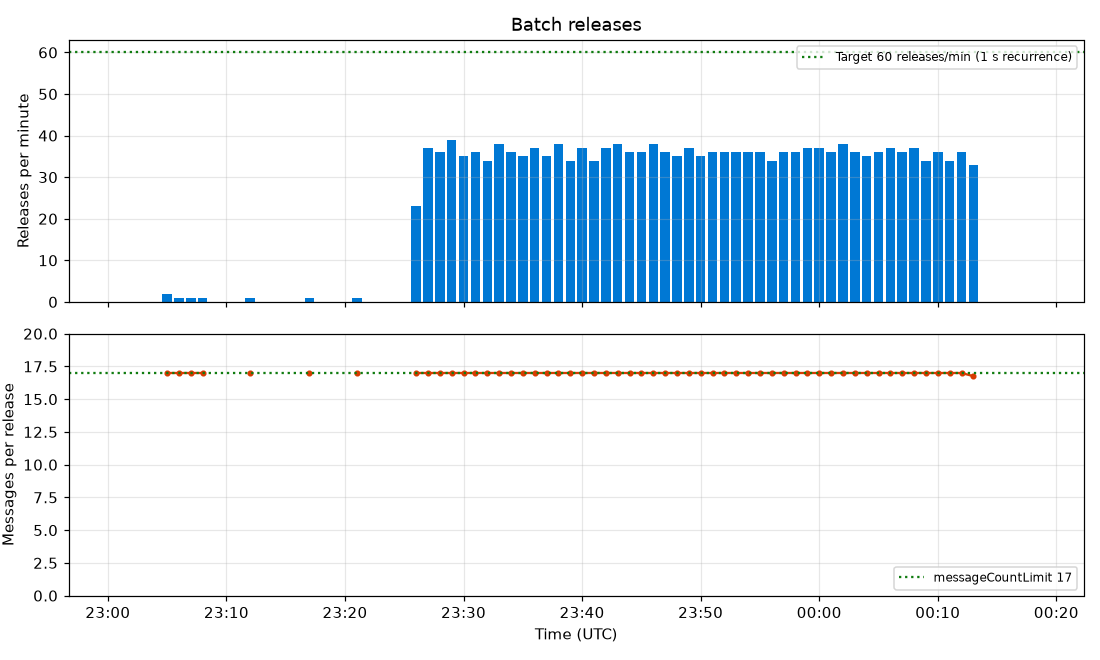 Batch releases
Releases per minute
60
50
40
30
20
10
0
Target 60 releases/min (1 s recurrence)
Messages per release
20.0
17.5
15.0
12.5
10.0
7.5
5.0
2.5
0.0
messageCountLimit 17
23:00 23:10 23:20 23:30 23:40 23:50 00:00 00:10 00:20
Time (UTC)